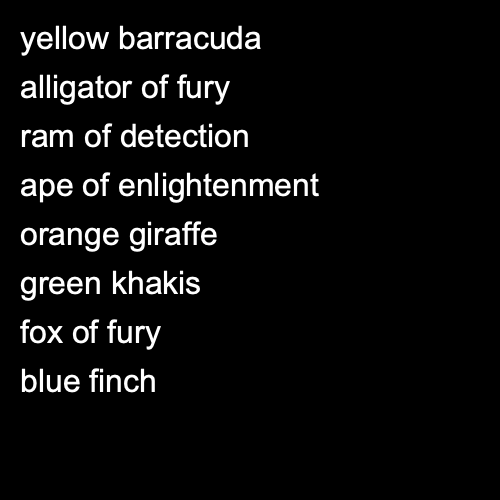 yellow barracuda
alligator of fury
ram of detection
ape of enlightenment
orange giraffe
green khakis
fox of fury
blue finch